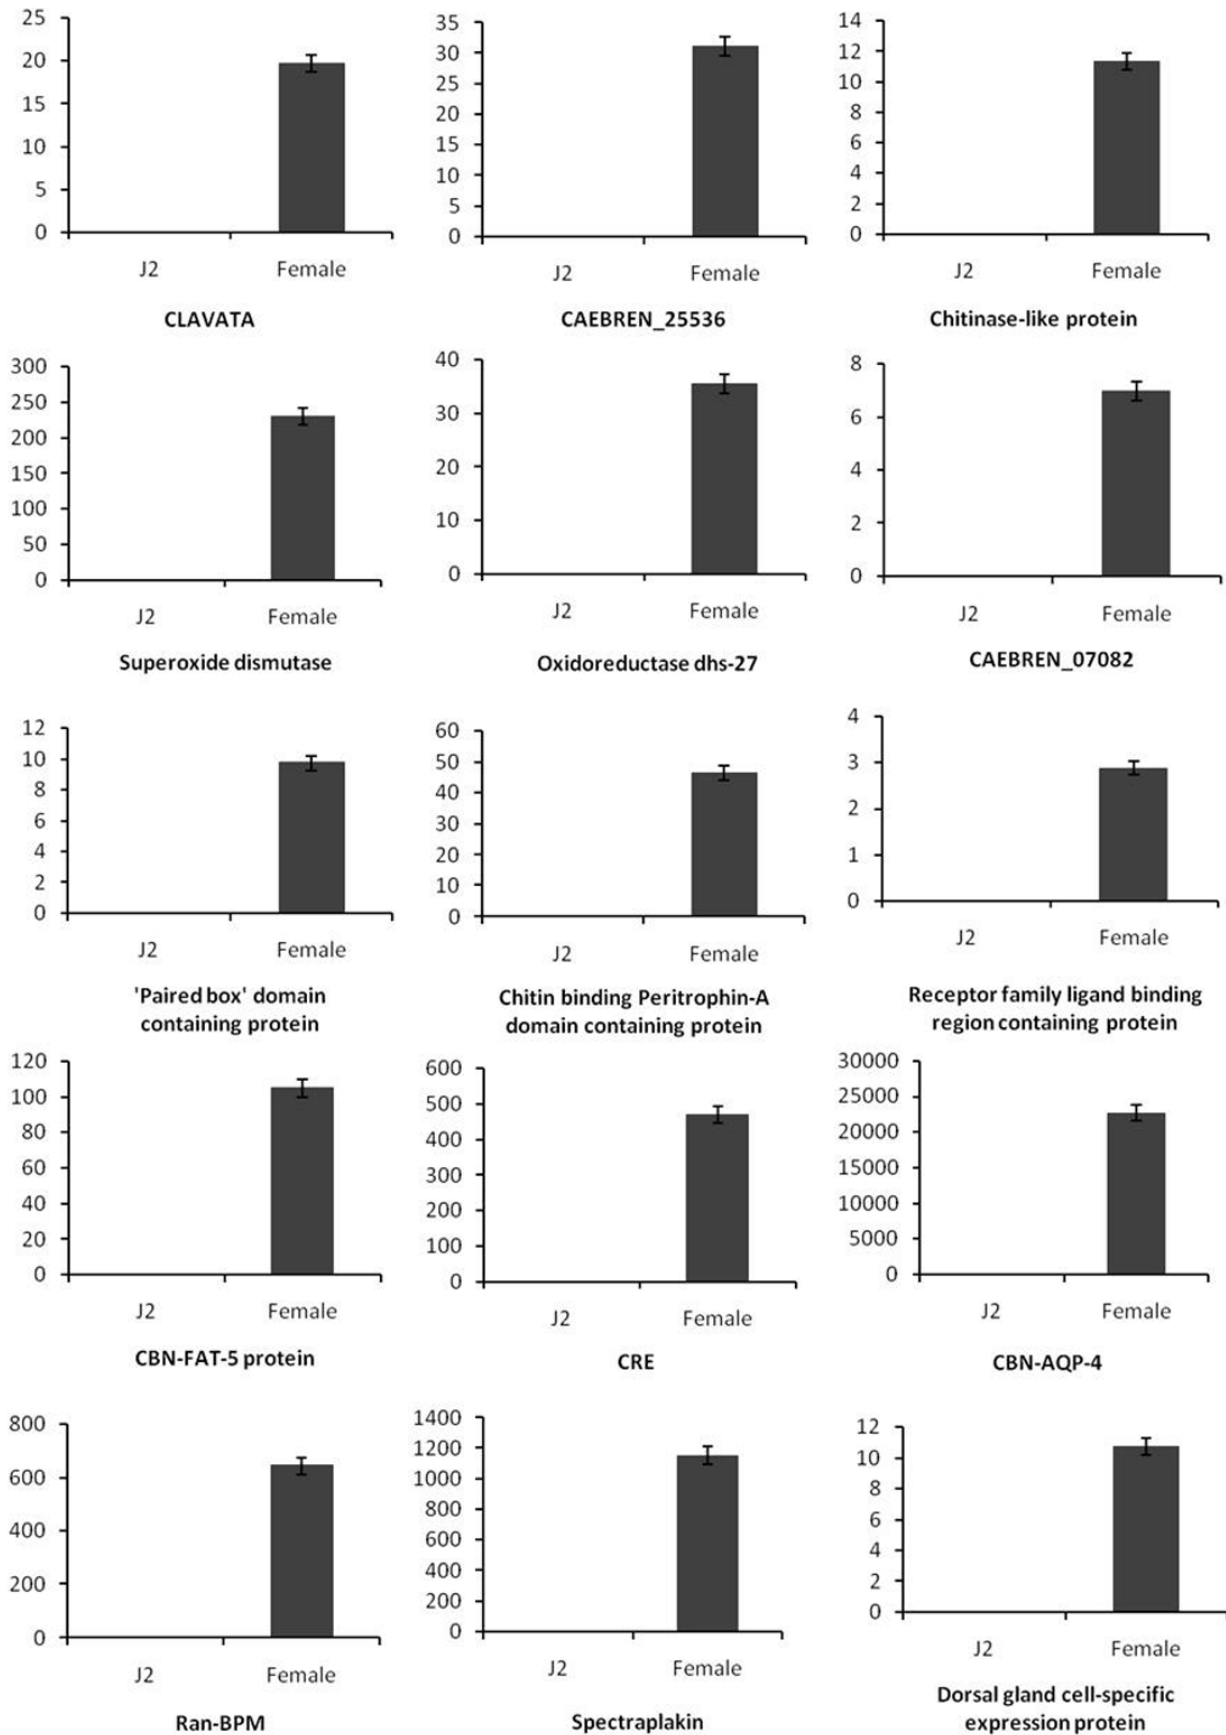 25
20
15
10
5
0
J2 Female
CLAVATA
35
30
25
20
15
10
5
0
J2 Female
CAEBREN_25536
14
12
10
8
6
4
2
0
J2 Female
Chitinase-like protein
300
250
200
150
100
50
0
J2 Female
Superoxide dismutase
40
30
20
10
0
J2 Female
Oxidoreductase dhs-27
8
6
4
2
0
J2 Female
CAEBREN_07082
12
10
8
6
4
2
0
J2 Female
'Paired box' domain
containing protein
60
50
40
30
20
10
0
J2 Female
Chitin binding Peritrophin-A
domain containing protein
4
3
2
1
0
J2 Female
Receptor family ligand binding
region containing protein
120
100
80
60
40
20
0
J2 Female
CBN-FAT-5 protein
600
500
400
300
200
100
0
J2 Female
CRE
30000
25000
20000
15000
10000
5000
0
J2 Female
CBN-AQP-4
800
600
400
200
0
J2 Female
Ran-BPM
1400
1200
1000
800
600
400
200
0
J2 Female
Spectraplakin
12
10
8
6
4
2
0
J2 Female
Dorsal gland cell-specific
expression protein